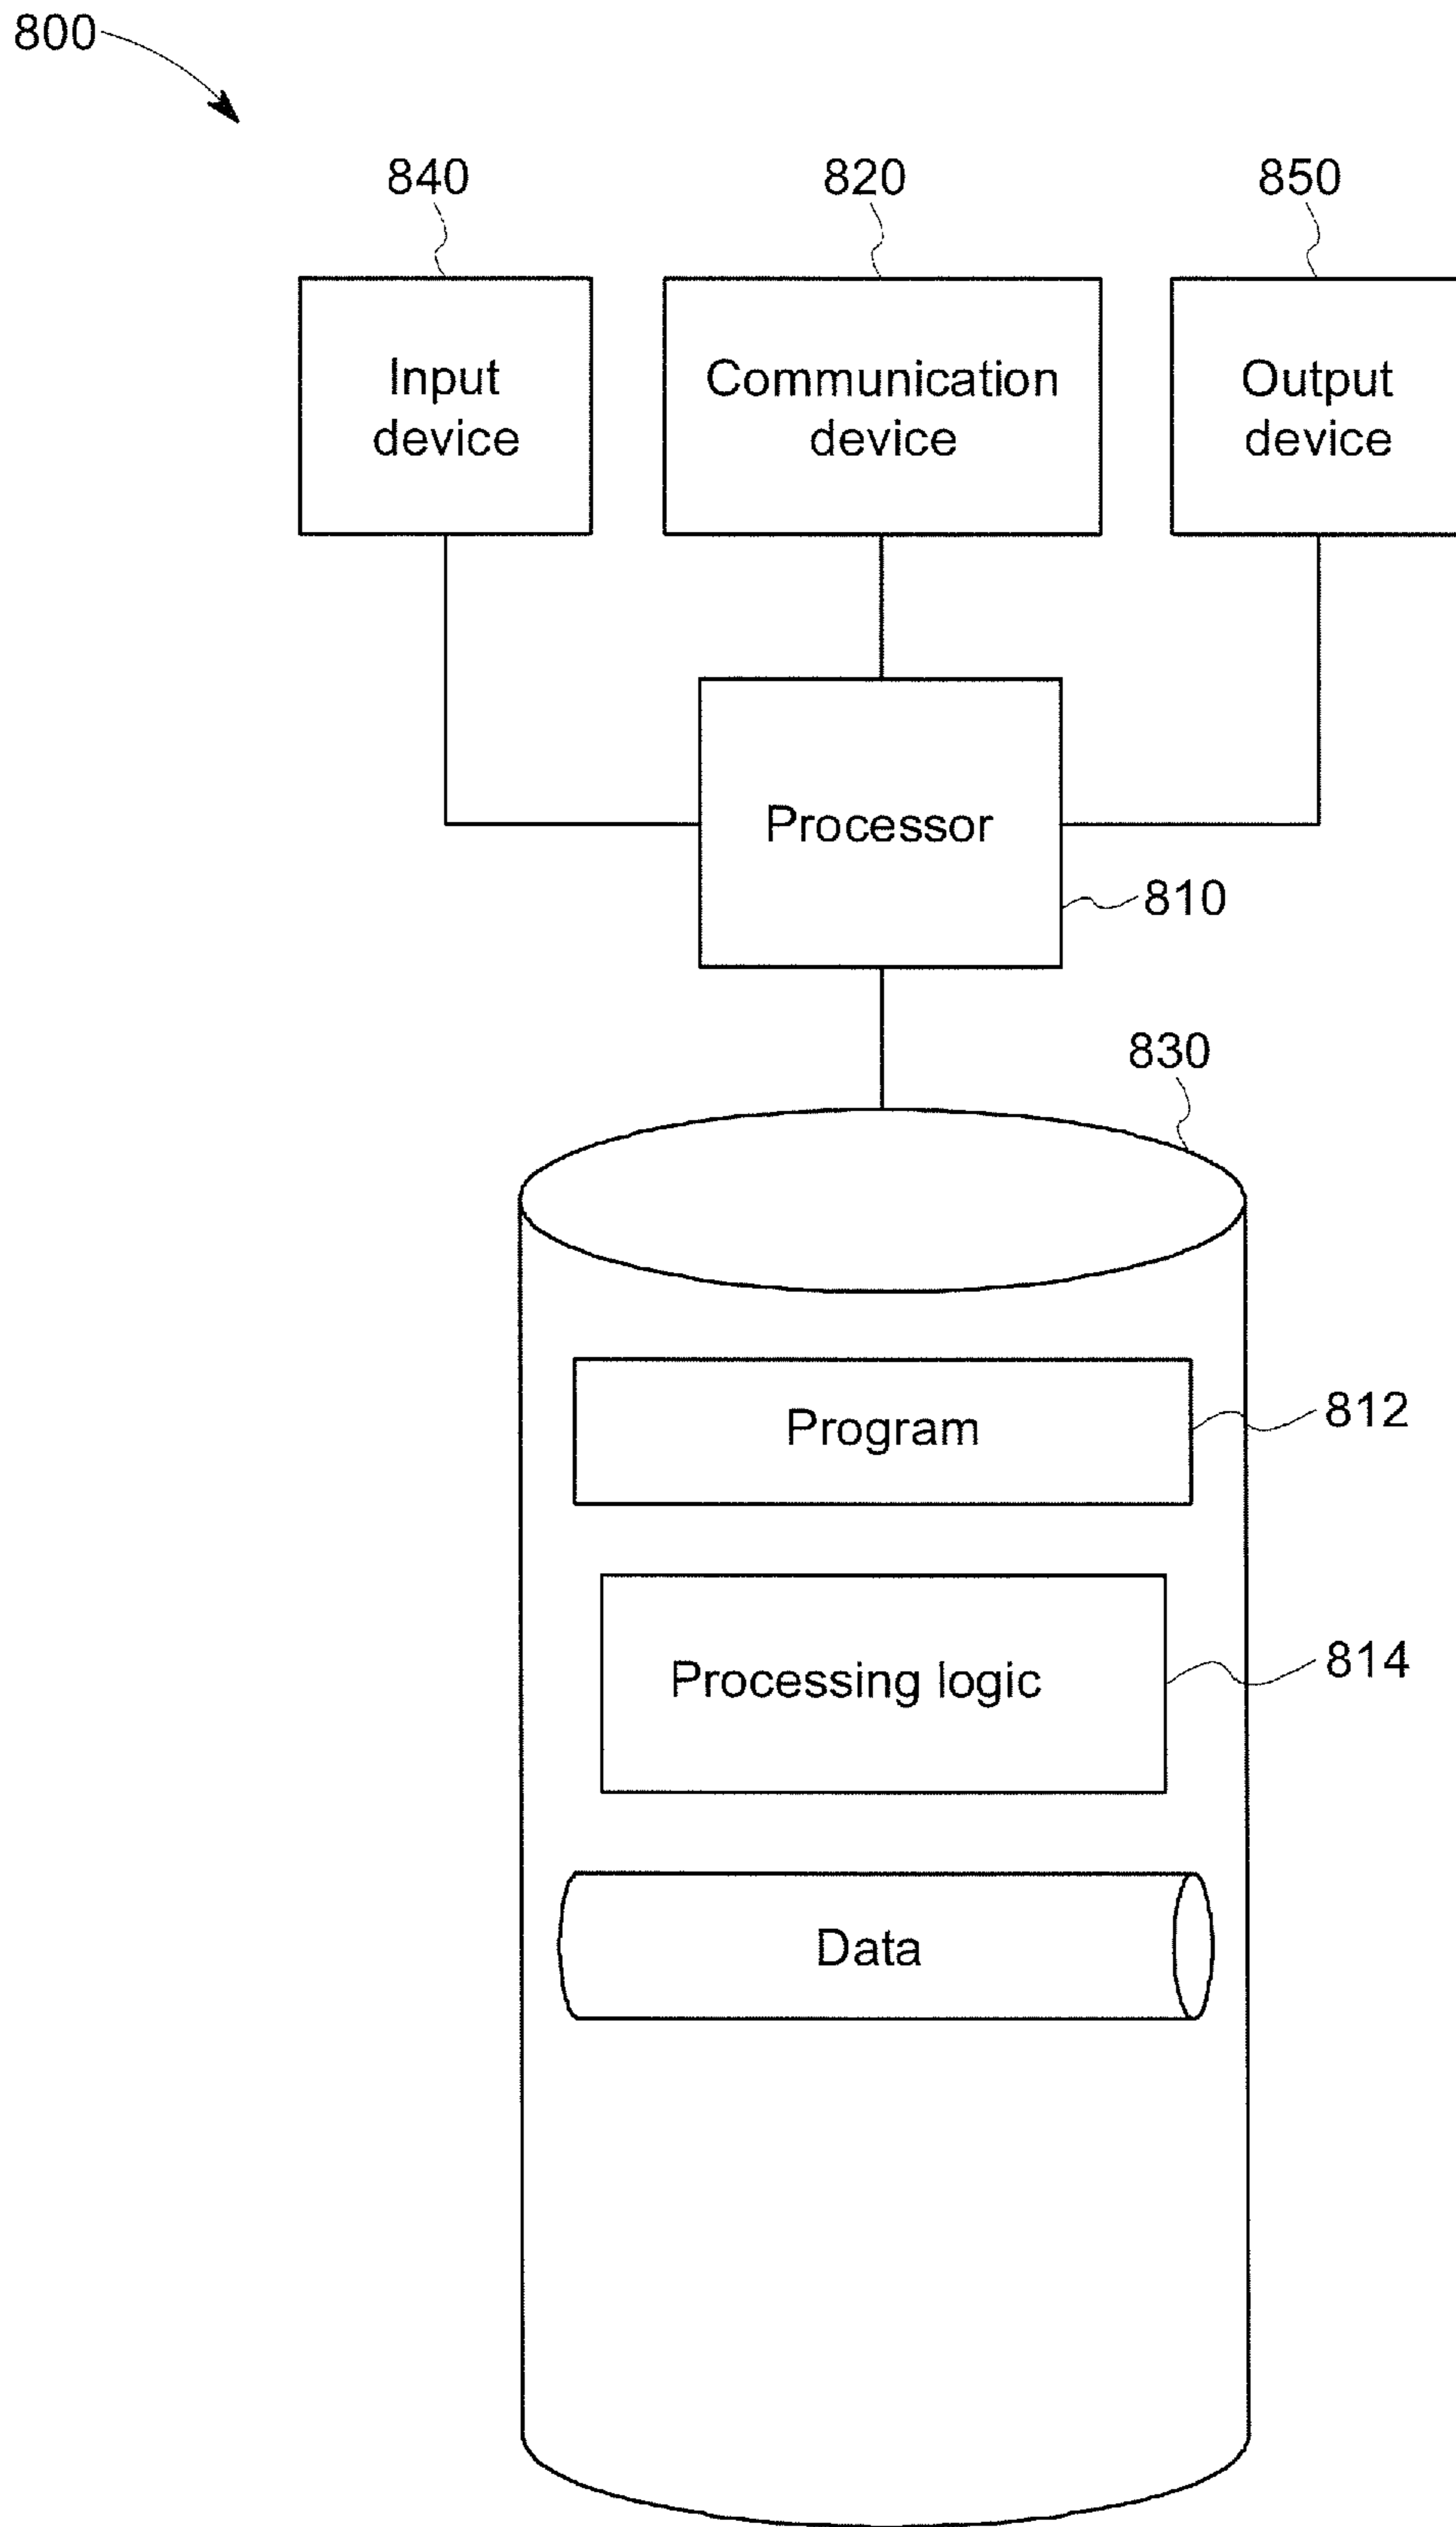 800
840
820
850
Input
device
Communication
device
Output
device
Processor
810
830
Program
812
Processing logic
814
Data